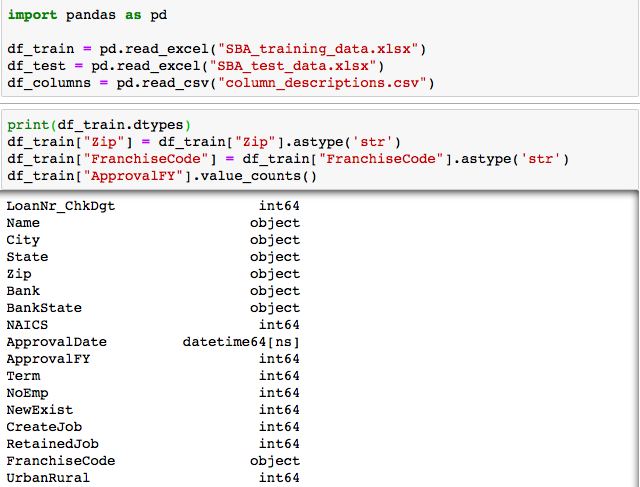 import pandas as pd
df_train = pd.read_excel("SBA_training_data.xlsx")
df_test = pd.read_excel("SBA_test_data.xlsx")
df_columns = pd.read_csv("column_descriptions.csv")
print(df_train.dtypes)
df_train["Zip"] = df_train["Zip"].astype('str')
df_train["FranchiseCode"] = df_train["FranchiseCode"].astype('str')
df_train["ApprovalFY"].value_counts()
LoanNr_ChkDgt int64
Name object
City object
State object
Zip object
Bank object
BankState object
NAICS int64
ApprovalDate datetime64[ns]
ApprovalFY int64
Term int64
NoEmp int64
NewExist int64
CreateJob int64
RetainedJob int64
FranchiseCode object
UrbanRural int64